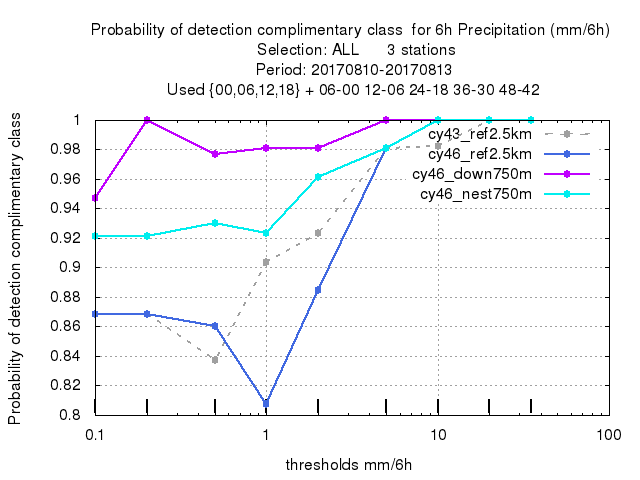 Probability of detection complimentary class  for 6h Precipitation (mm/6h)
Selection: ALL      3 stations
Period: 20170810-20170813
Used {00,06,12,18} + 06-00 12-06 24-18 36-30 48-42
Probability of detection complimentary class
1
0.98
0.96
0.94
0.92
0.9
0.88
0.86
0.84
0.82
0.8
cy43_ref2.5km
cy46_ref2.5km
cy46_down750m
cy46_nest750m
0.1 1 10 100
thresholds mm/6h